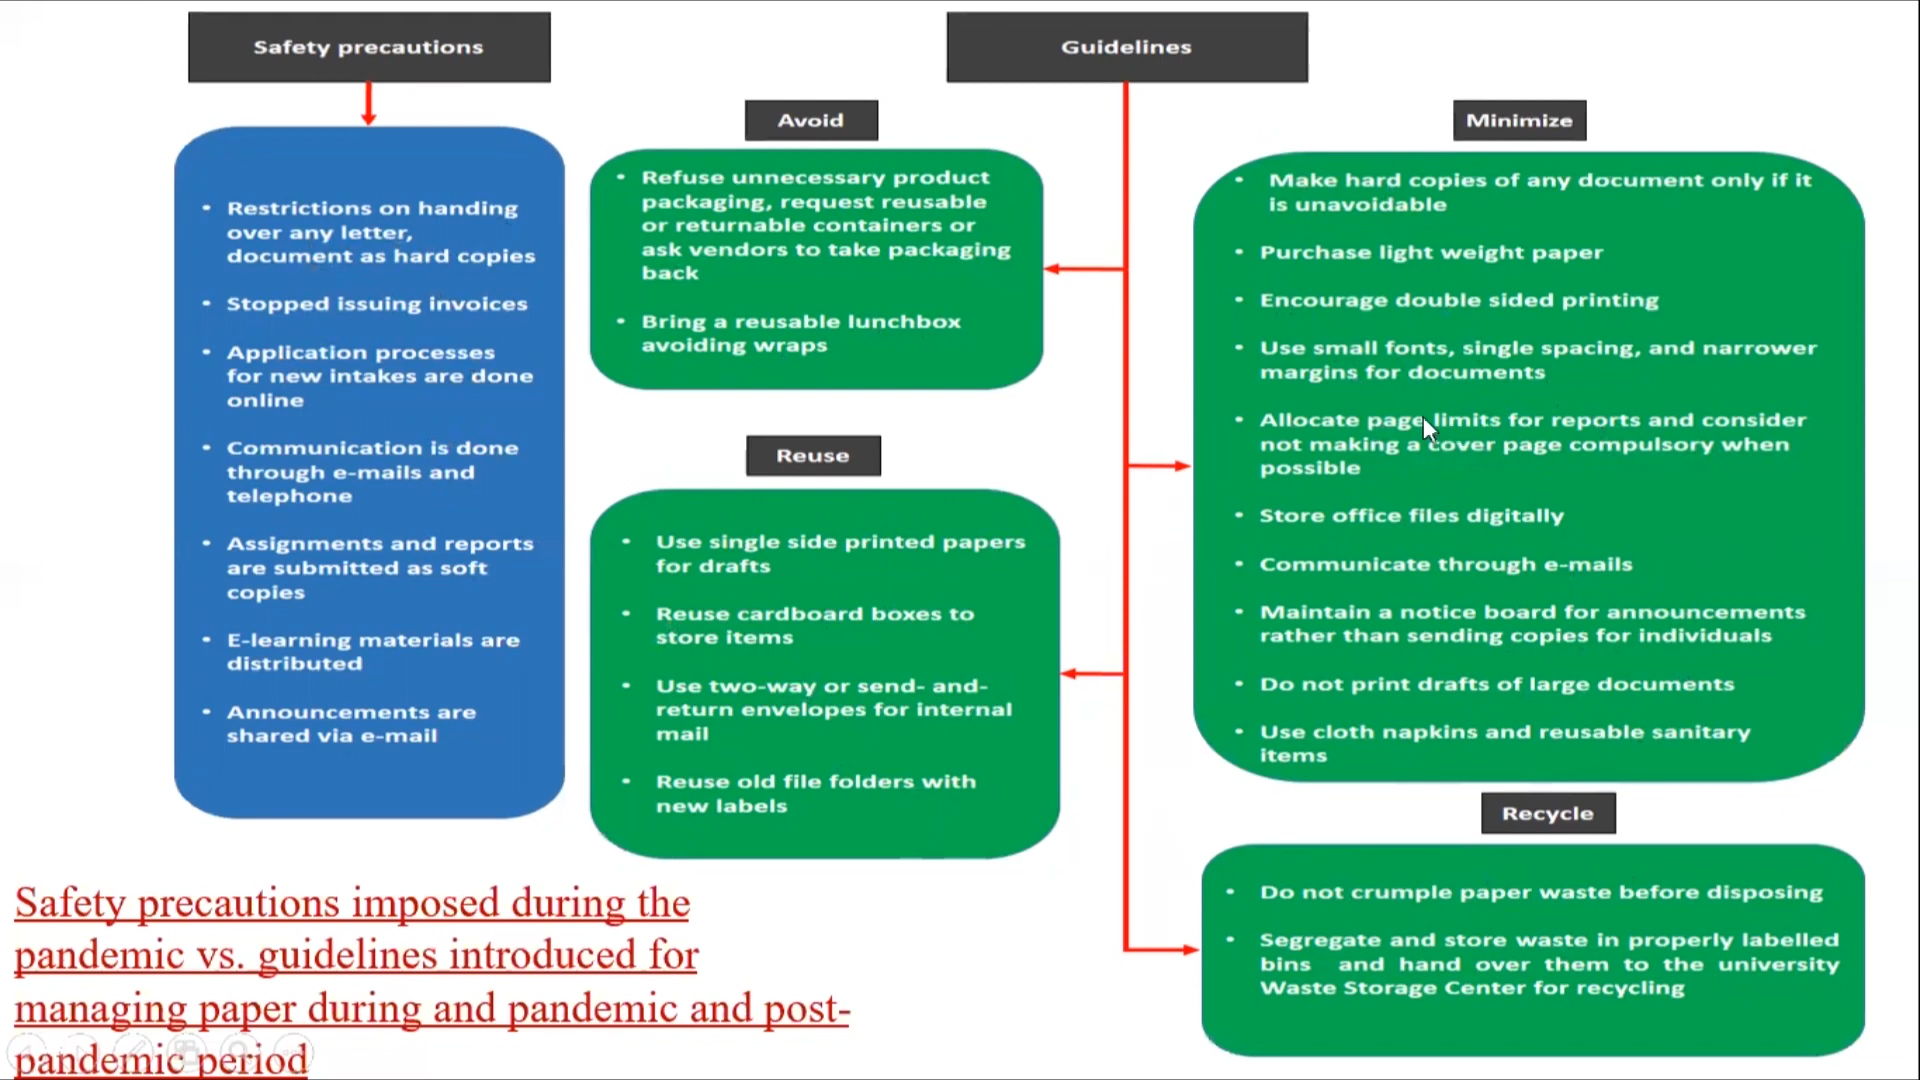 Safety precautions
• Restrictions on handing
over any letter,
document as hard copies
• Stopped issuing invoices
• Application processes
for new intakes are done
online
• Communication is done
through e-mails and
telephone
• Assignments and reports
are submitted as soft
copies
• E-learning materials are
distributed
• Announcements are
shared via e-mail
Guidelines
Avoid
• Refuse unnecessary product
packaging, request reusable
or returnable containers or
ask vendors to take packaging
back
• Bring a reusable lunchbox
avoiding wraps
Reuse
• Use single side printed papers
for drafts
• Reuse cardboard boxes to
store items
• Use two-way or send- and-
return envelopes for internal
mail
• Reuse old file folders with
new labels
Minimize
• Make hard copies of any document only if it
is unavoidable
• Purchase light weight paper
• Encourage double sided printing
• Use small fonts, single spacing, and narrower
margins for documents
• Allocate page limits for reports and consider
not making a cover page compulsory when
possible
• Store office files digitally
• Communicate through e-mails
• Maintain a notice board for announcements
rather than sending copies for individuals
• Do not print drafts of large documents
• Use cloth napkins and reusable sanitary
items
Recycle
• Do not crumple paper waste before disposing
• Segregate and store waste in properly labelled
bins and hand over them to the university
Waste Storage Center for recycling
Safety precautions imposed during the
pandemic vs. guidelines introduced for
managing paper during and pandemic and post-
pandemic period